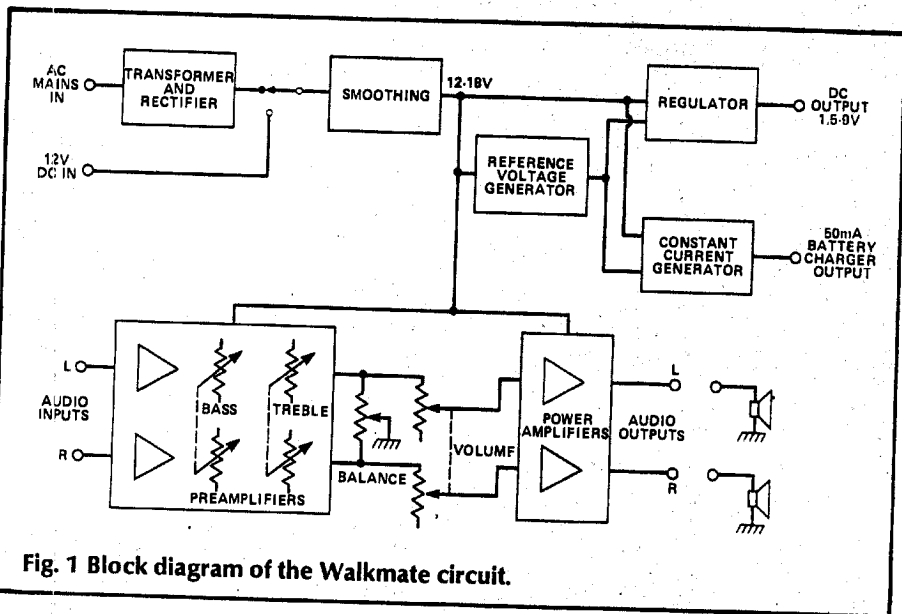 AC
MAINS
IN
TRANSFORMER
AND
RECTIFIER
SMOOTHING
12-18V
REGULATOR
DC
OUTPUT
1.5-9V
12V
DC IN
REFERENCE
VOLTAGE
GENERATOR
CONSTANT
CURRENT
GENERATOR
50mA
BATTERY
CHARGER
OUTPUT
L
AUDIO
INPUTS
R
BASS
TREBLE
PREAMPLIFIERS
BALANCE
VOLUME
POWER
AMPLIFIERS
L
AUDIO
OUTPUTS
R
Fig. 1 Block diagram of the Walkmate circuit.